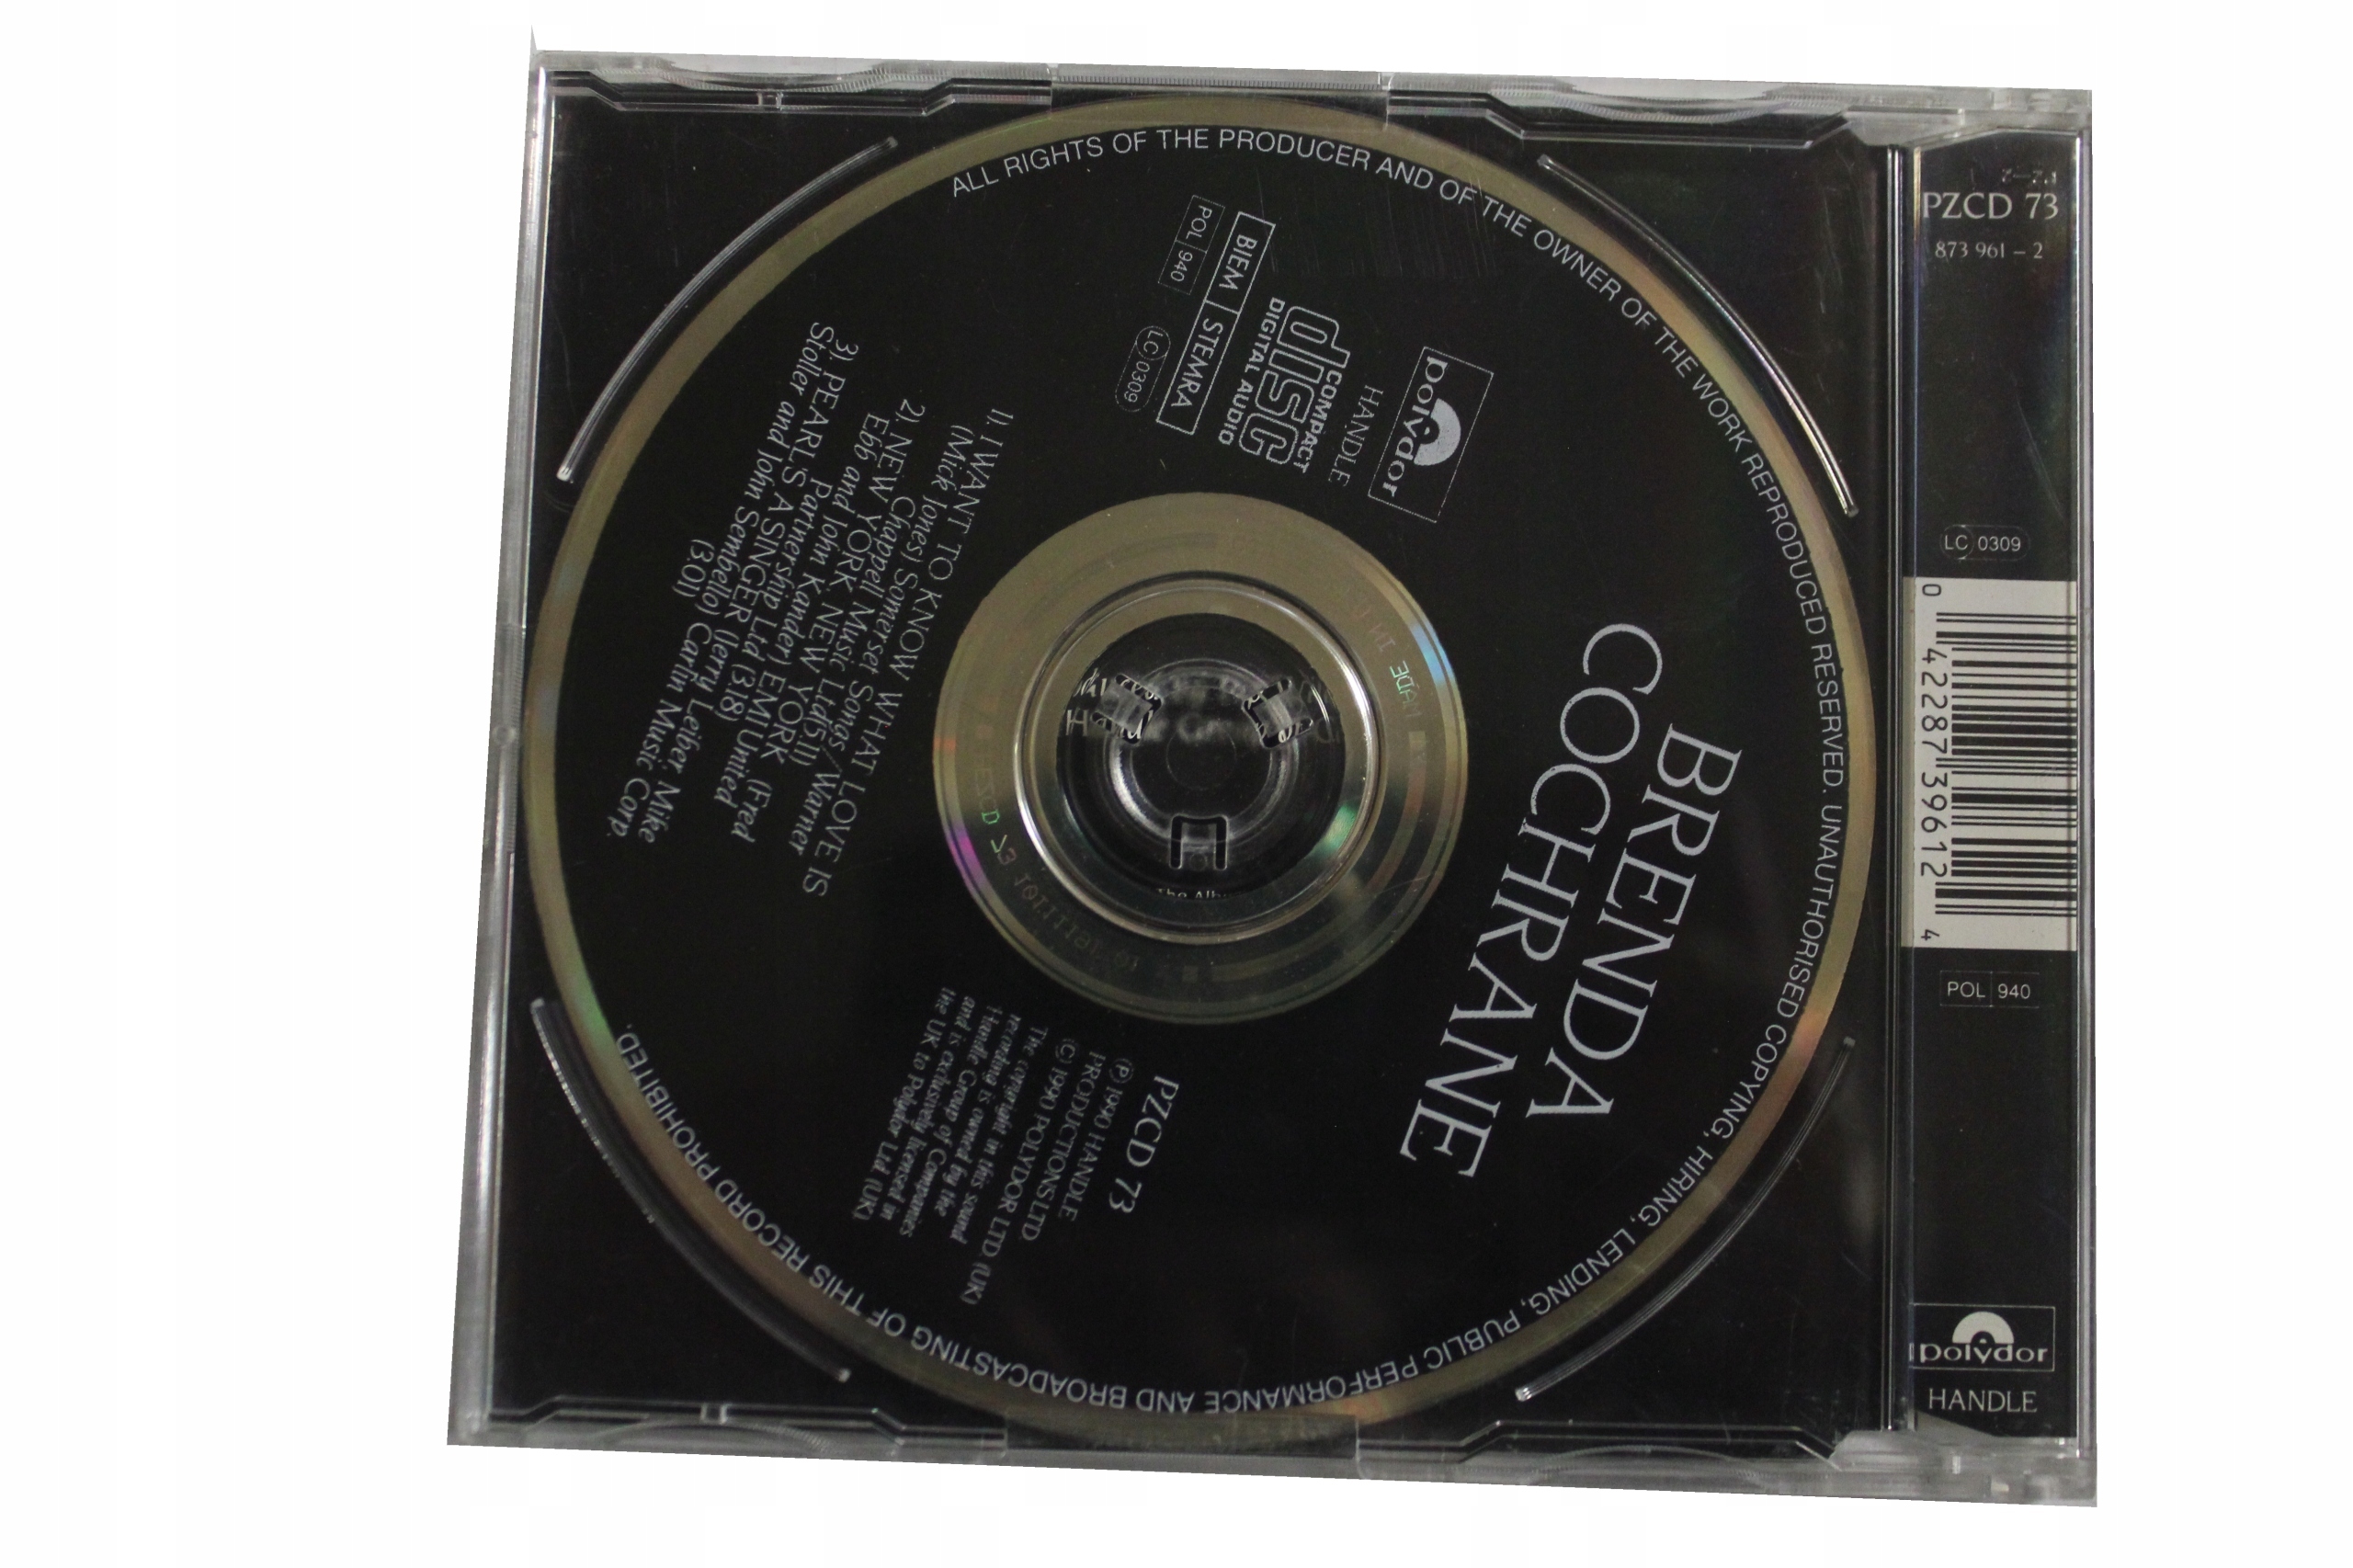 ALL RIGHTS OF THE PRODUCER AND OF THE OWNER OF THE WORK REPRODUCED RESERVED. UNAUTHORISED COPYING, HIRING, LENDING, PUBLIC PERFORMANCE AND BROADCASTING OF THIS RECORD PROHIBITED.
BRENDA
COCHRANE
polydor
HANDLE
COMPACT
disc
DIGITAL AUDIO
BIEM STEMRA
POL 940
LC 0309
1). I WANT TO KNOW WHAT LOVE IS
(Mick Jones) Somerset Songs/Warner
Chappell Music Ltd(5.11)
2). NEW YORK, NEW YORK (Fred
Ebb and John Kander) EMI United
Partnership Ltd (3.18)
3). PEARL'S A SINGER (Jerry Leiber, Mike
Stoller and John Sembello) Carlin Music Corp.
(3.01)
PZCD 73
(P) 1990 HANDLE
PRODUCTIONS LTD.
(C) 1990 POLYDOR LTD. (UK)
The copyright in this sound
recording is owned by the
'Handle Group of Companies
and is exclusively licensed in
the UK to Polydor Ltd (UK)
The
PZCD 73
873 961 – 2
LC 0309
0 42287 39612 4
POL 940
polydor
HANDLE